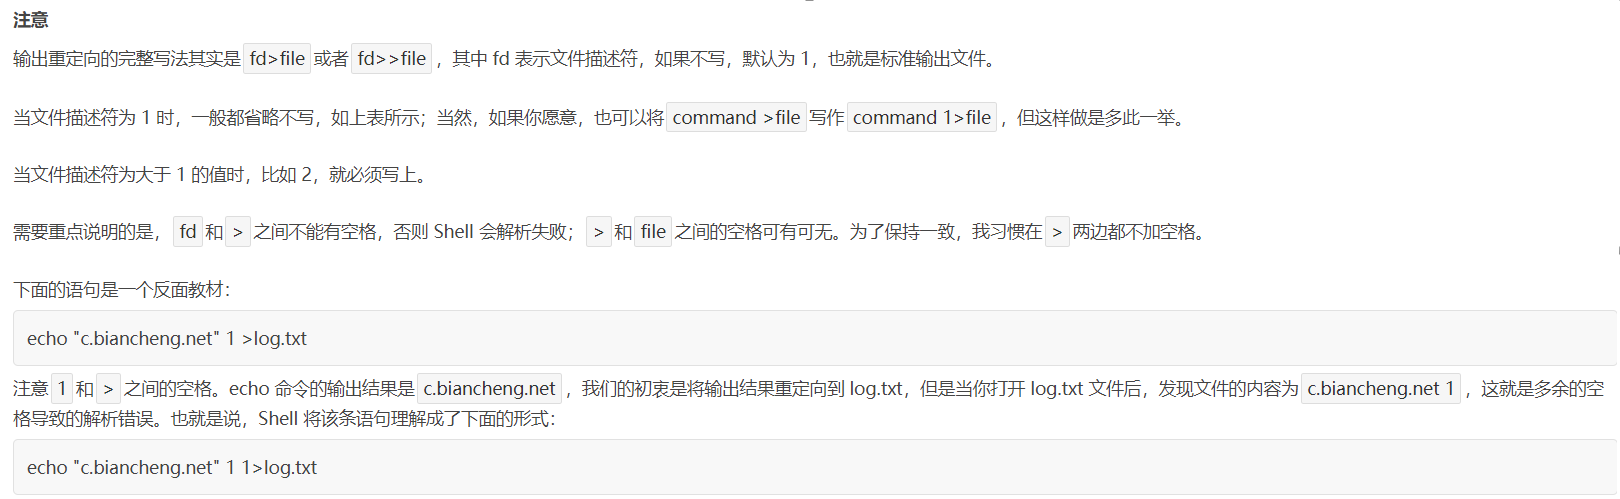 注意
输出重定向的完整写法其实是 fd>file 或者 fd>>file ，其中 fd 表示文件描述符，如果不写，默认为 1，也就是标准输出文件。
当文件描述符为 1 时，一般都省略不写，如上表所示；当然，如果你愿意，也可以将 command >file 写作 command 1>file ，但这样做是多此一举。
当文件描述符为大于 1 的值时，比如 2，就必须写上。
需要重点说明的是， fd 和 > 之间不能有空格，否则 Shell 会解析失败； > 和 file 之间的空格可有可无。为了保持一致，我习惯在 > 两边都不加空格。
下面的语句是一个反面教材：
echo "c.biancheng.net" 1 >log.txt
注意 1 和 > 之间的空格。echo 命令的输出结果是 c.biancheng.net ，我们的初衷是将输出结果重定向到 log.txt，但是当你打开 log.txt 文件后，发现文件的内容为 c.biancheng.net 1 ，这就是多余的空
格导致的解析错误。也就是说，Shell 将该条语句理解成了下面的形式：
echo "c.biancheng.net" 1 1>log.txt